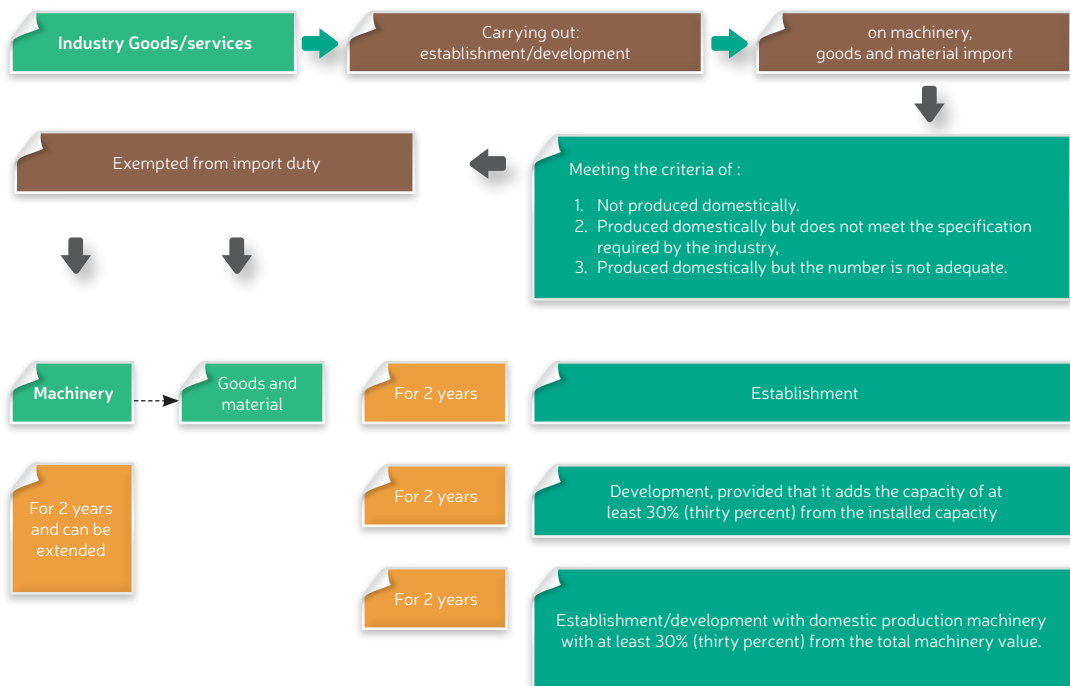 Industry Goods/services
Carrying out:
establishment/development
on machinery,
goods and material import
Exempted from import duty
Meeting the criteria of :
1. Not produced domestically.
2. Produced domestically but does not meet the specification
required by the industry,
3. Produced domestically but the number is not adequate.
Machinery
Goods and
material
For 2 years
Establishment
For 2 years
and can be
extended
For 2 years
Development, provided that it adds the capacity of at
least 30% (thirty percent) from the installed capacity
For 2 years
Establishment/development with domestic production machinery
with at least 30% (thirty percent) from the total machinery value.